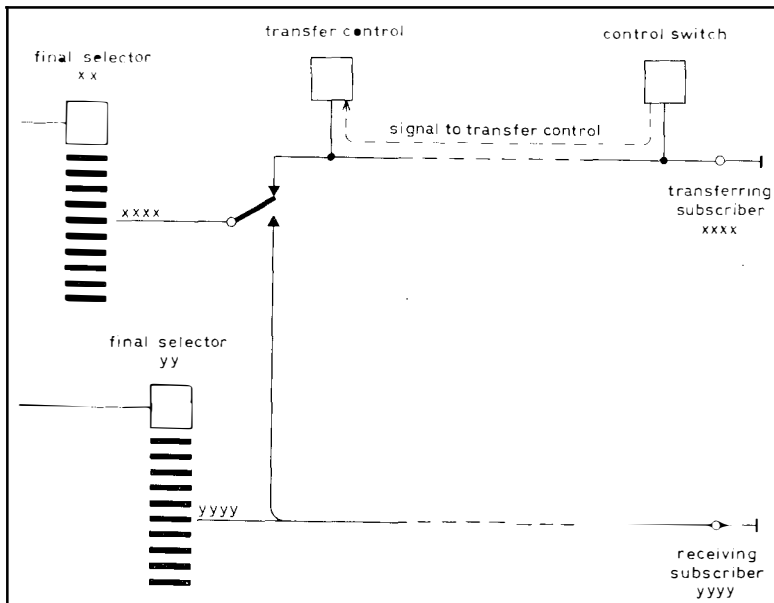 transfer control
control switch
final selector
xx
signal to transfer control
xxxx
transferring
subscriber
xxxx
final selector
yy
yyyy
receiving
subscriber
yyyy